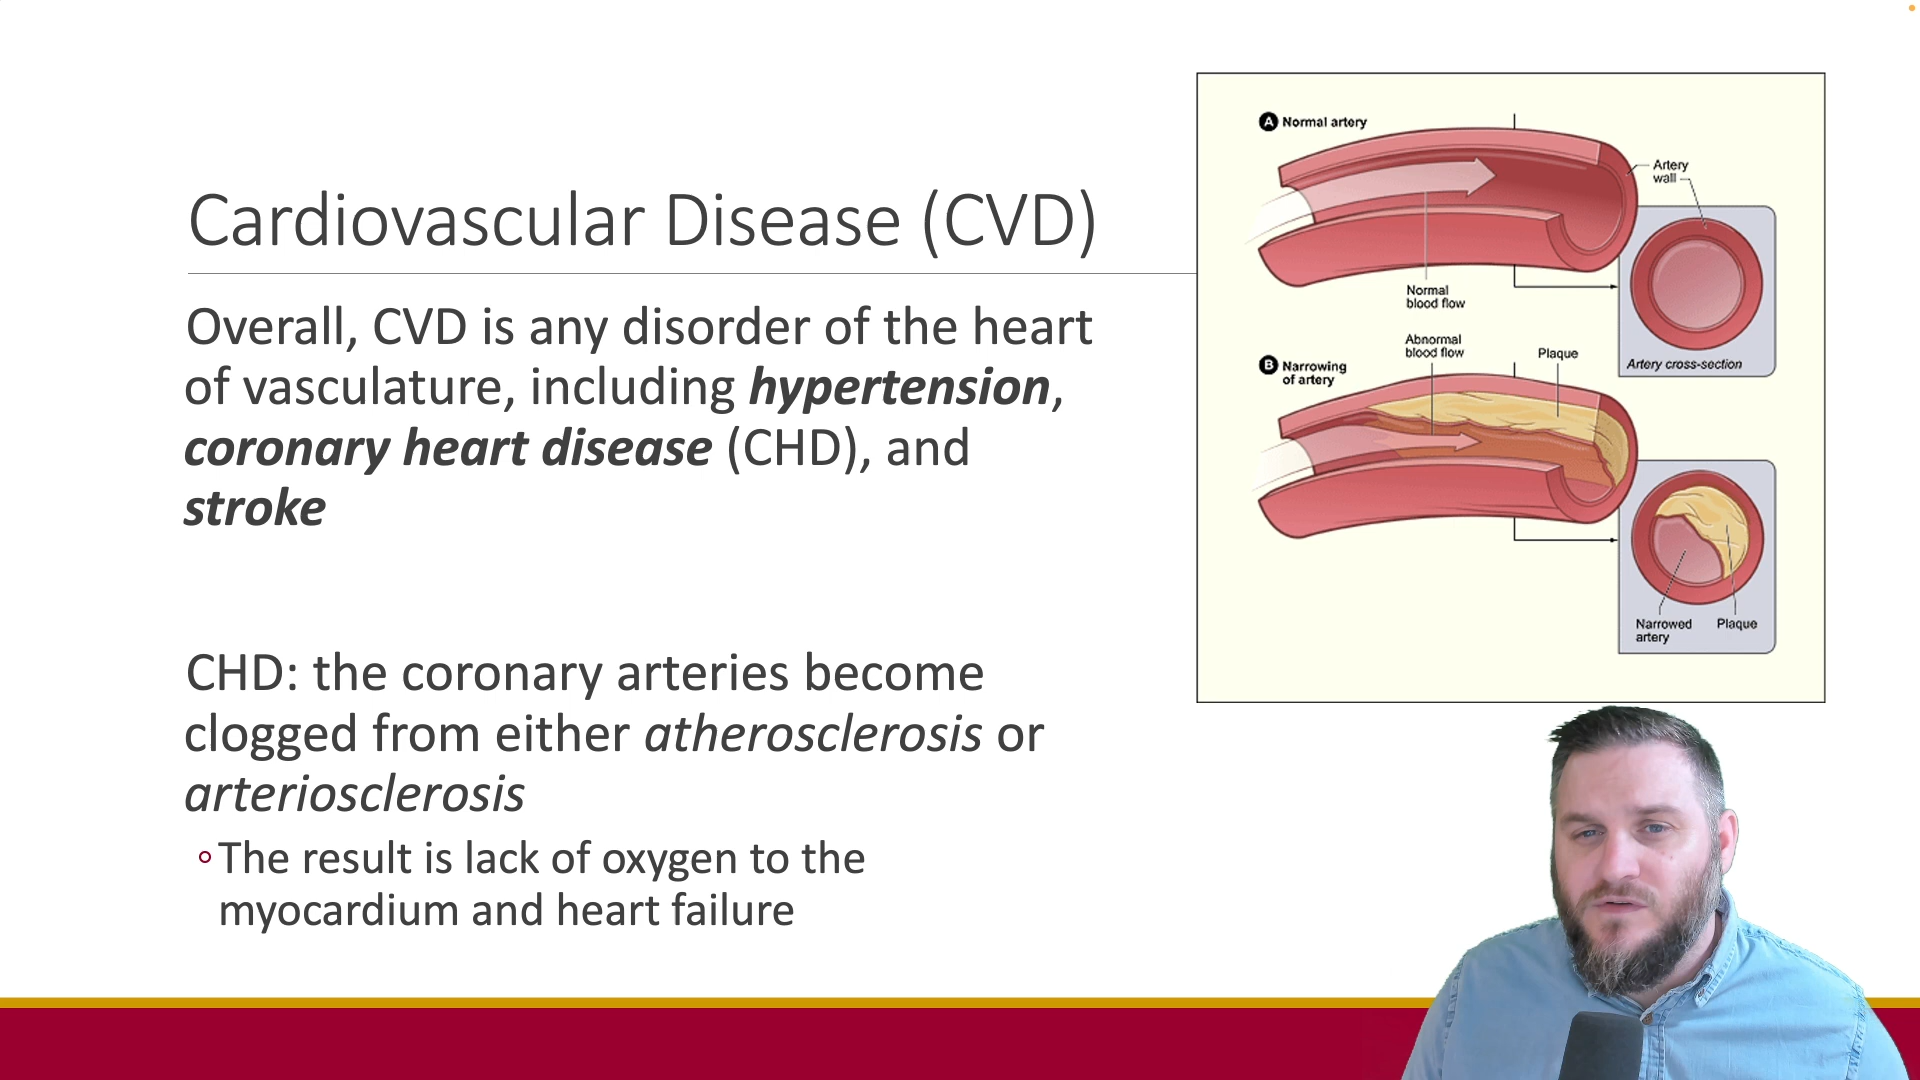 Cardiovascular Disease (CVD)
Overall, CVD is any disorder of the heart
of vasculature, including hypertension,
coronary heart disease (CHD), and
stroke
CHD: the coronary arteries become
clogged from either atherosclerosis or
arteriosclerosis
The result is lack of oxygen to the
myocardium and heart failure
A Normal artery
Artery
wall
Normal
blood flow
Artery cross-section
Abnormal
blood flow
Plaque
B Narrowing
of artery
Narrowed
artery
Plaque